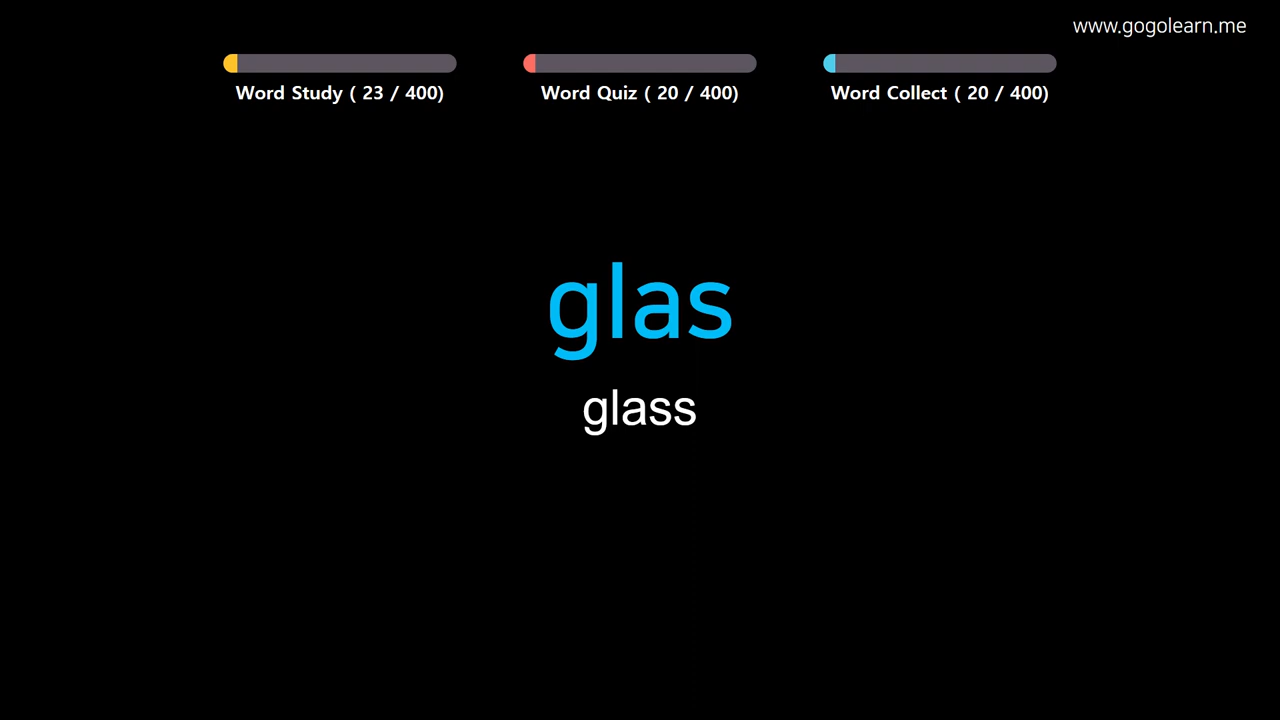 www.gogolearn.me
Word Study ( 23 / 400)
Word Quiz ( 20 / 400)
Word Collect ( 20 / 400)
glas
glass